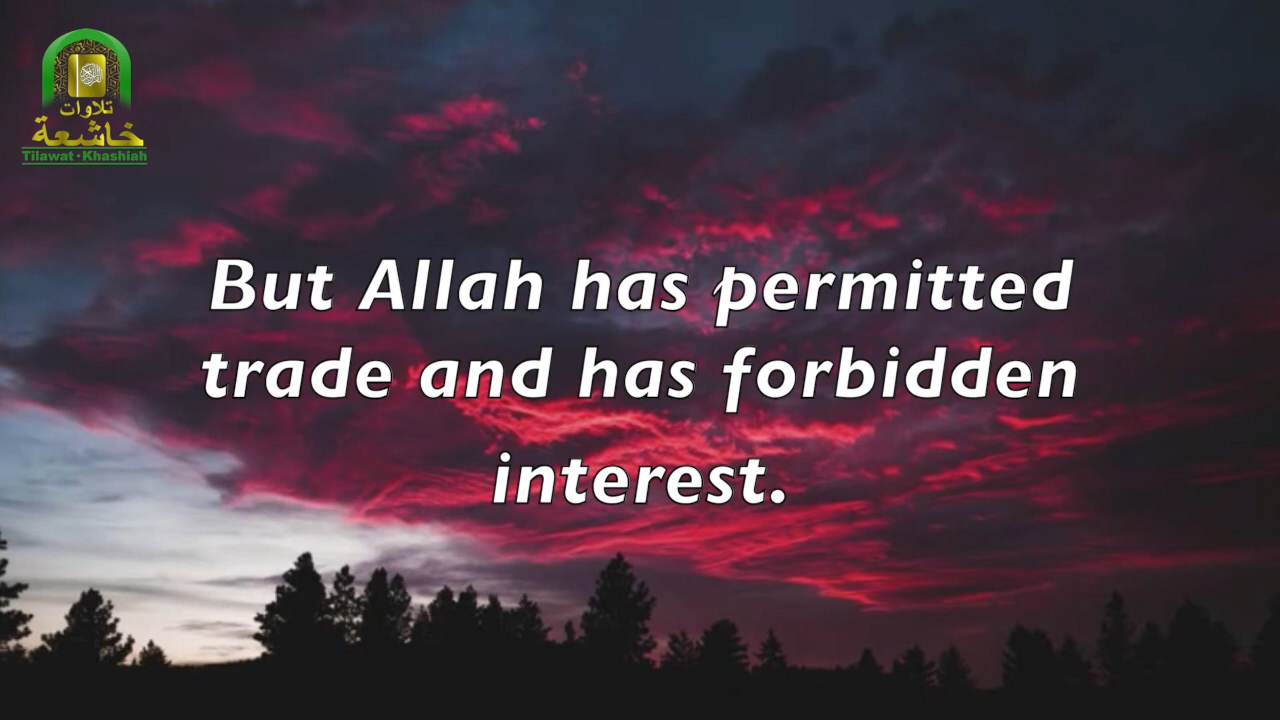 تلاوات
خاشعة
Tilawat·Khashiah
But Allah has permitted
trade and has forbidden
interest.